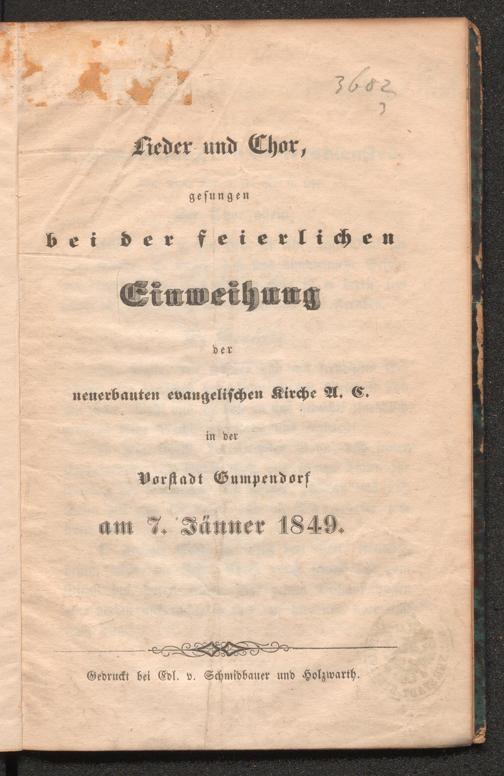 3682
3
Lieder und Chor,
gesungen
bei der feierlichen
Einweihung
der
neuerbauten evangelischen Kirche A. C.
in der
Vorstadt Gumpendorf
am 7. Jänner 1849.
Gedruckt bei Edl. v. Schmidbauer und Holzwarth.